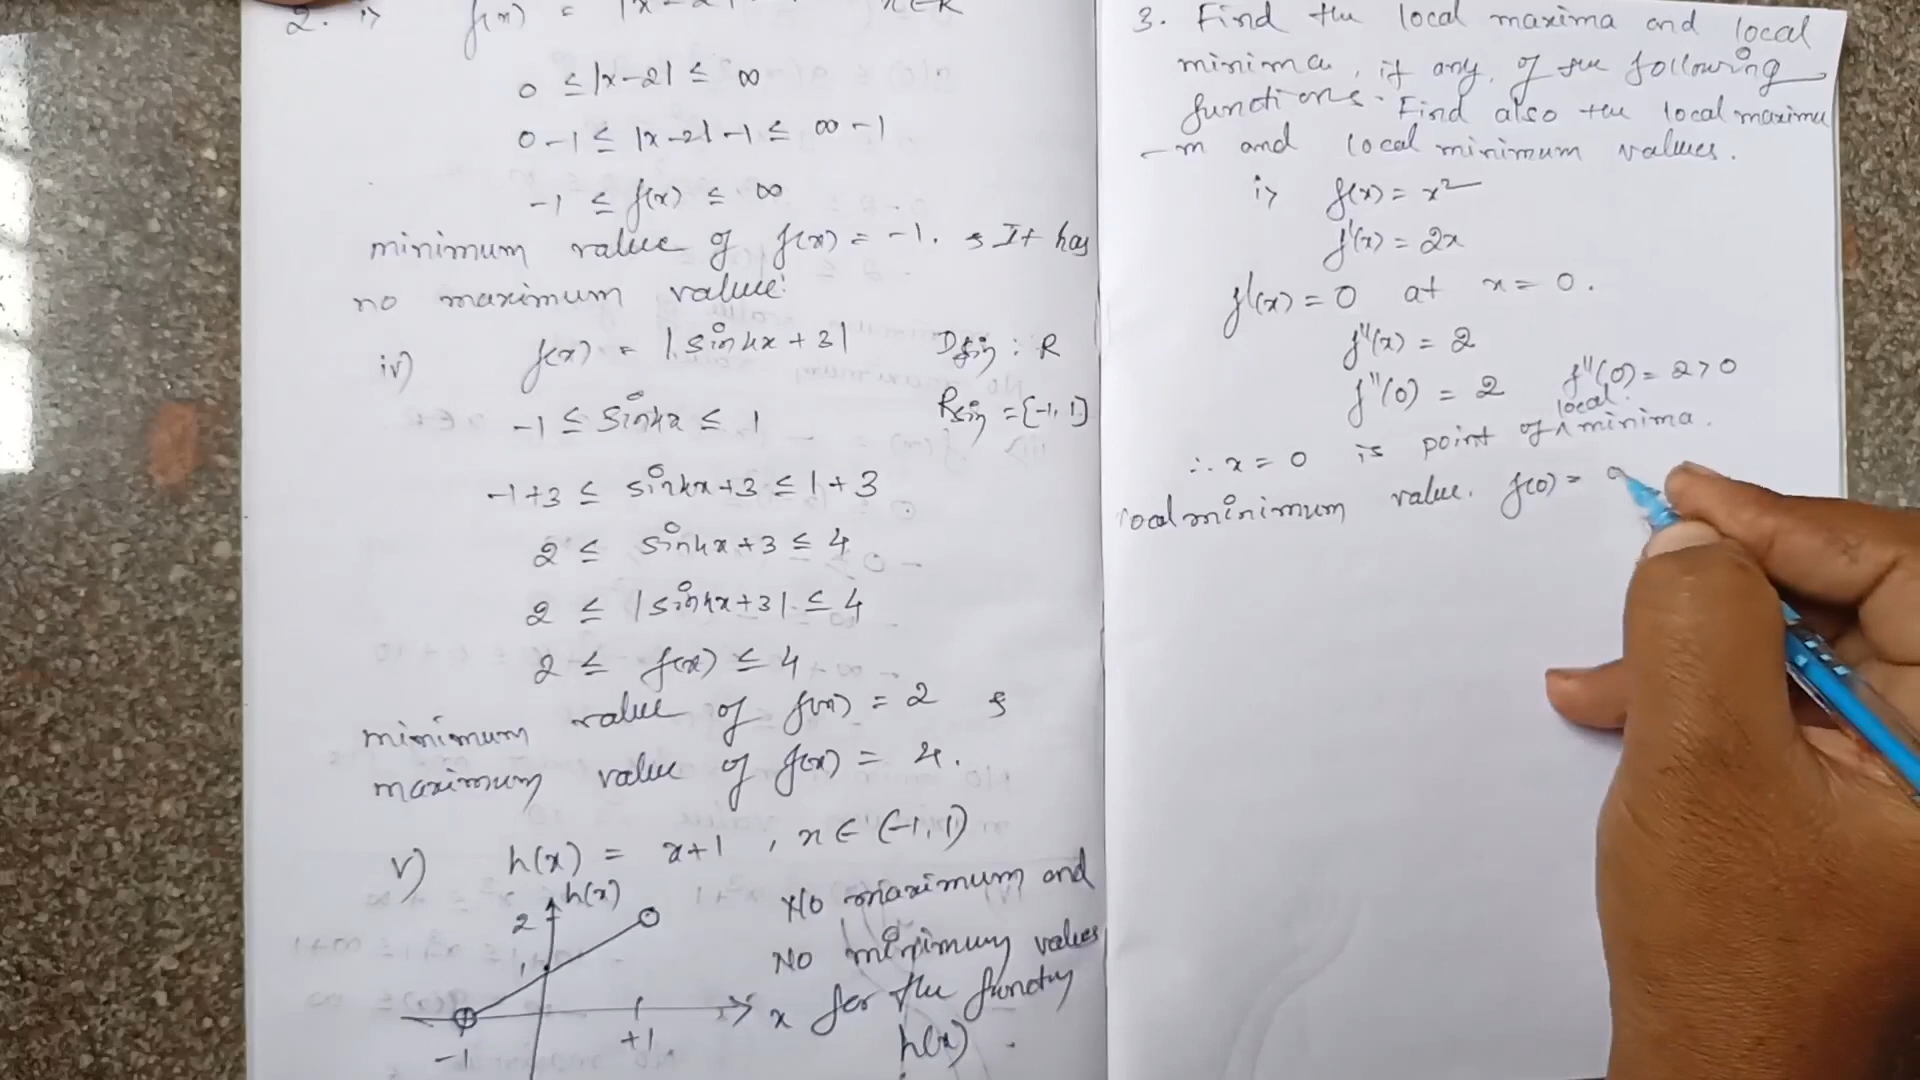 2. i> f(x) = |x-2| x∈R
0 ≤ |x-2| ≤ ∞
0-1 ≤ |x-2|-1 ≤ ∞-1
-1 ≤ f(x) ≤ ∞
minimum value of f(x) = -1. & It has
no maximum value.
iv) f(x) = |sin4x+3| Dsin : R
-1 ≤ sin4x ≤ 1 Rsin = [-1,1]
-1+3 ≤ sin4x+3 ≤ 1+3
2 ≤ sin4x+3 ≤ 4
2 ≤ |sin4x+3| ≤ 4
2 ≤ f(x) ≤ 4
minimum value of f(x) = 2 &
maximum value of f(x) = 4.
v) h(x) = x+1 , x∈(-1,1)
h(x)
2
1
-1
+1
x
No maximum and
No minimum values
for the function
h(x).
3. Find the local maxima and local
minima, if any, of the following
functions. Find also the local maximu
-m and local minimum values.
i> f(x) = x²
f'(x) = 2x
f'(x) = 0 at x = 0.
f''(x) = 2
f''(0) = 2 f''(0) = 2>0
local
∴ x = 0 is point of ^ minima.
local minimum value. f(0) = 0